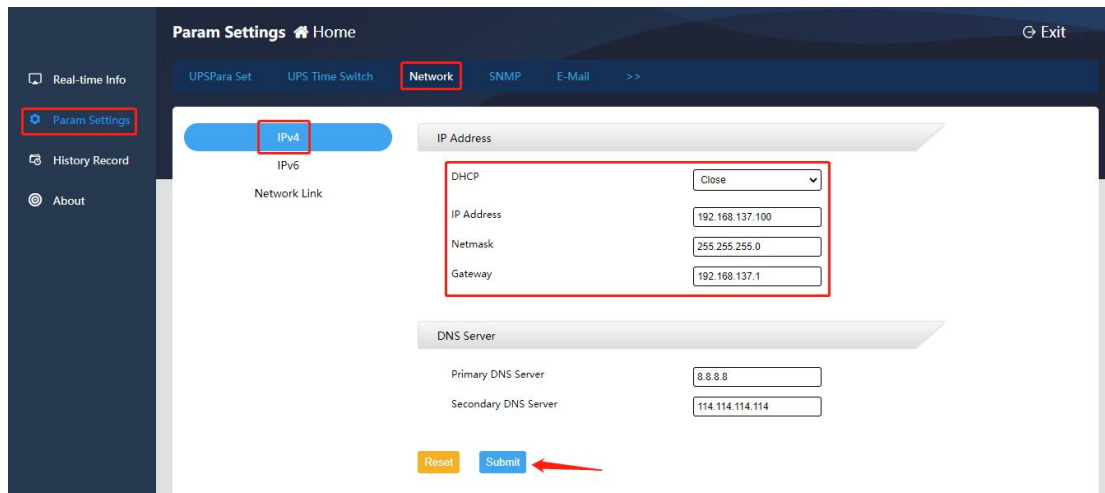 Param Settings Home
Exit
Real-time Info
Param Settings
History Record
About
UPSPara Set UPS Time Switch Network SNMP E-Mail >>
IPv4
IPv6
Network Link
IP Address
DHCP Close
IP Address 192.168.137.100
Netmask 255.255.255.0
Gateway 192.168.137.1
DNS Server
Primary DNS Server 8.8.8.8
Secondary DNS Server 114.114.114.114
Reset Submit